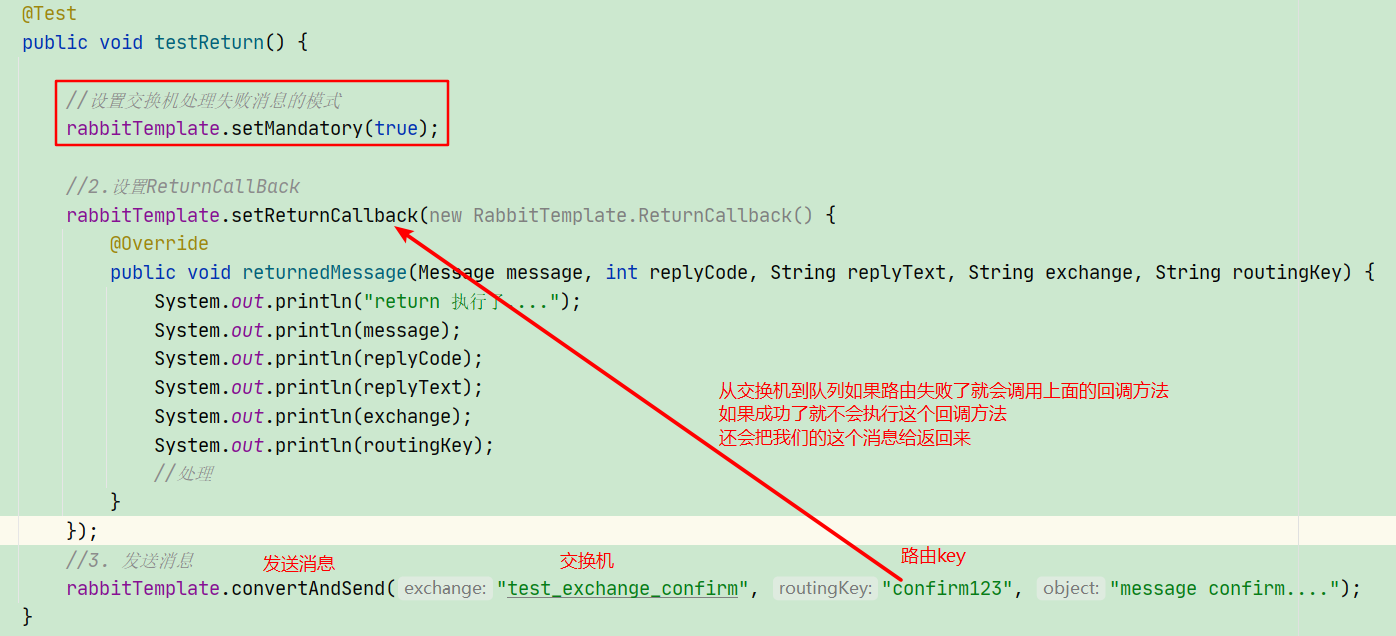 @Test
public void testReturn() {
//设置交换机处理失败消息的模式
rabbitTemplate.setMandatory(true);
//2.设置ReturnCallBack
rabbitTemplate.setReturnCallback(new RabbitTemplate.ReturnCallback() {
@Override
public void returnedMessage(Message message, int replyCode, String replyText, String exchange, String routingKey) {
System.out.println("return 执行了....");
System.out.println(message);
System.out.println(replyCode);
System.out.println(replyText);
System.out.println(exchange);
System.out.println(routingKey);
//处理
}
});
从交换机到队列如果路由失败了就会调用上面的回调方法
如果成功了就不会执行这个回调方法
还会把我们的这个消息给返回来
//3. 发送消息 发送消息 交换机 路由key
rabbitTemplate.convertAndSend( exchange: "test_exchange_confirm", routingKey: "confirm123", object: "message confirm....");
}